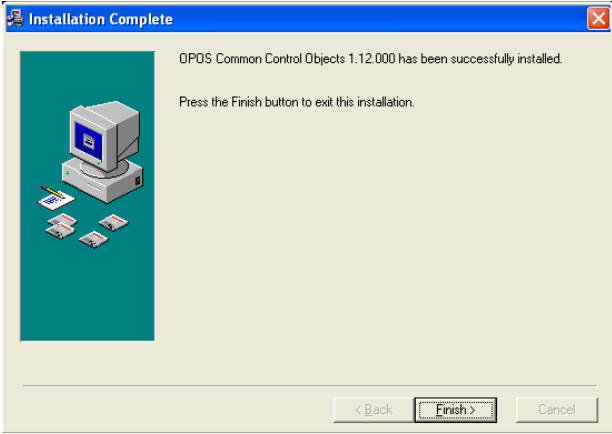 Installation Complete
OPOS Common Control Objects 1.12.000 has been successfully installed.
Press the Finish button to exit this installation.
< Back
Finish >
Cancel